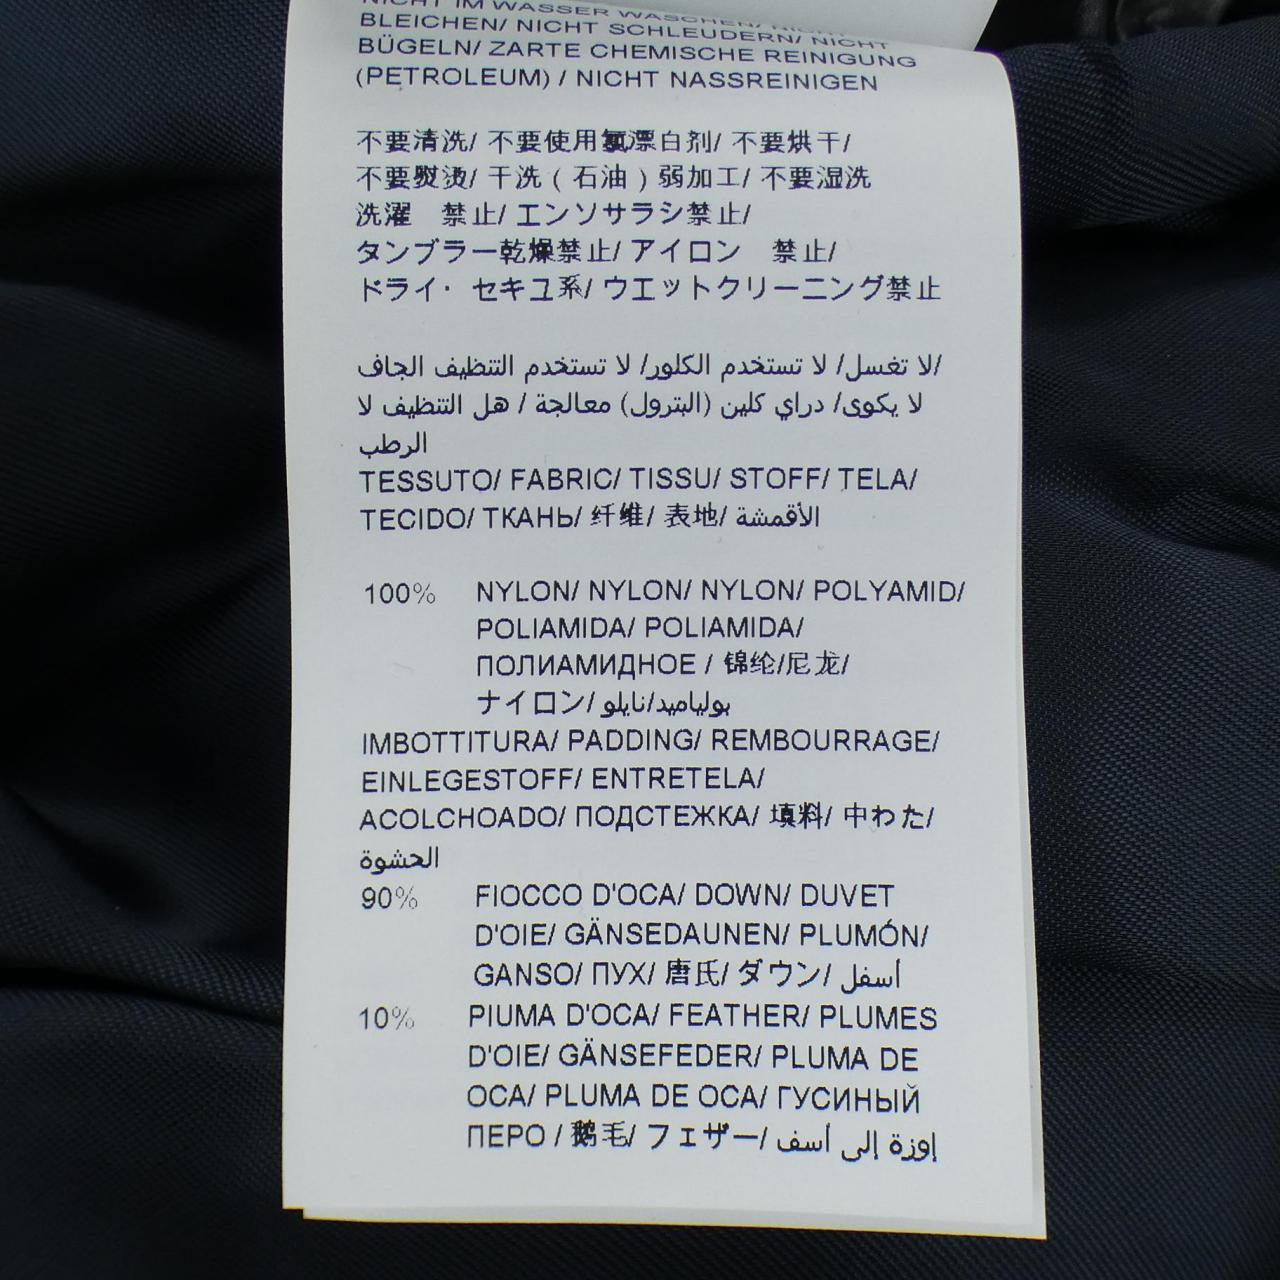 NICHT IM WASSER WASCHEN/ NICHT
BLEICHEN/ NICHT SCHLEUDERN/ NICHT
BÜGELN/ ZARTE CHEMISCHE REINIGUNG
(PETROLEUM) / NICHT NASSREINIGEN
不要清洗/ 不要使用氯漂白剂/ 不要烘干/
不要熨烫/ 干洗 ( 石油 ) 弱加工/ 不要湿洗
洗濯　禁止/ エンソサラシ禁止/
タンブラー乾燥禁止/ アイロン　禁止/
ドライ・ セキユ系/ ウエットクリーニング禁止
لا تغسل/ لا تستخدم الكلور/ لا تستخدم التنظيف الجاف/
لا يكوى/ دراي كلين (البترول) معالجة / هل التنظيف لا
الرطب
TESSUTO/ FABRIC/ TISSU/ STOFF/ TELA/
TECIDO/ ТКАНЬ/ 纤维/ 表地/ الأقمشة
100% NYLON/ NYLON/ NYLON/ POLYAMID/
POLIAMIDA/ POLIAMIDA/
ПОЛИАМИДНОЕ / 锦纶/尼龙/
ナイロン/ بولياميد/نايلو
IMBOTTITURA/ PADDING/ REMBOURRAGE/
EINLEGESTOFF/ ENTRETELA/
ACOLCHOADO/ ПОДСТЕЖКА/ 填料/ 中わた/
الحشوة
90% FIOCCO D'OCA/ DOWN/ DUVET
D'OIE/ GÄNSEDAUNEN/ PLUMÓN/
GANSO/ ПУХ/ 唐氏/ ダウン/ أسفل
10% PIUMA D'OCA/ FEATHER/ PLUMES
D'OIE/ GÄNSEFEDER/ PLUMA DE
OCA/ PLUMA DE OCA/ ГУСИНЫЙ
ПЕРО / 鹅毛/ フェザー/ إوزة إلى أسف